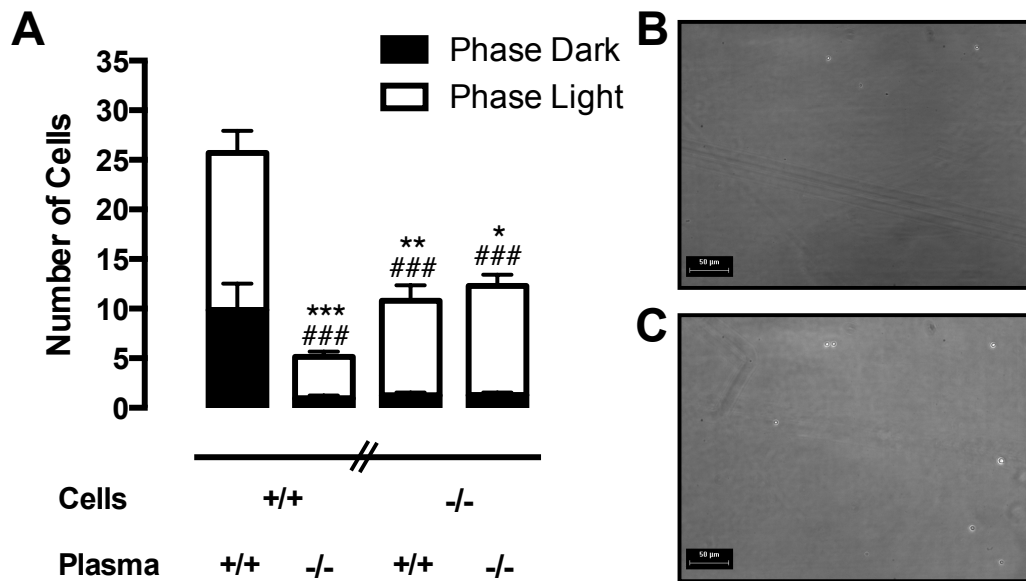 A
Number of Cells
35
30
25
20
15
10
5
0
Phase Dark
Phase Light
***
###
**
###
*
###
//
Cells +/+ -/-
Plasma +/+ -/- +/+ -/-
B
50 µm
C
50 µm